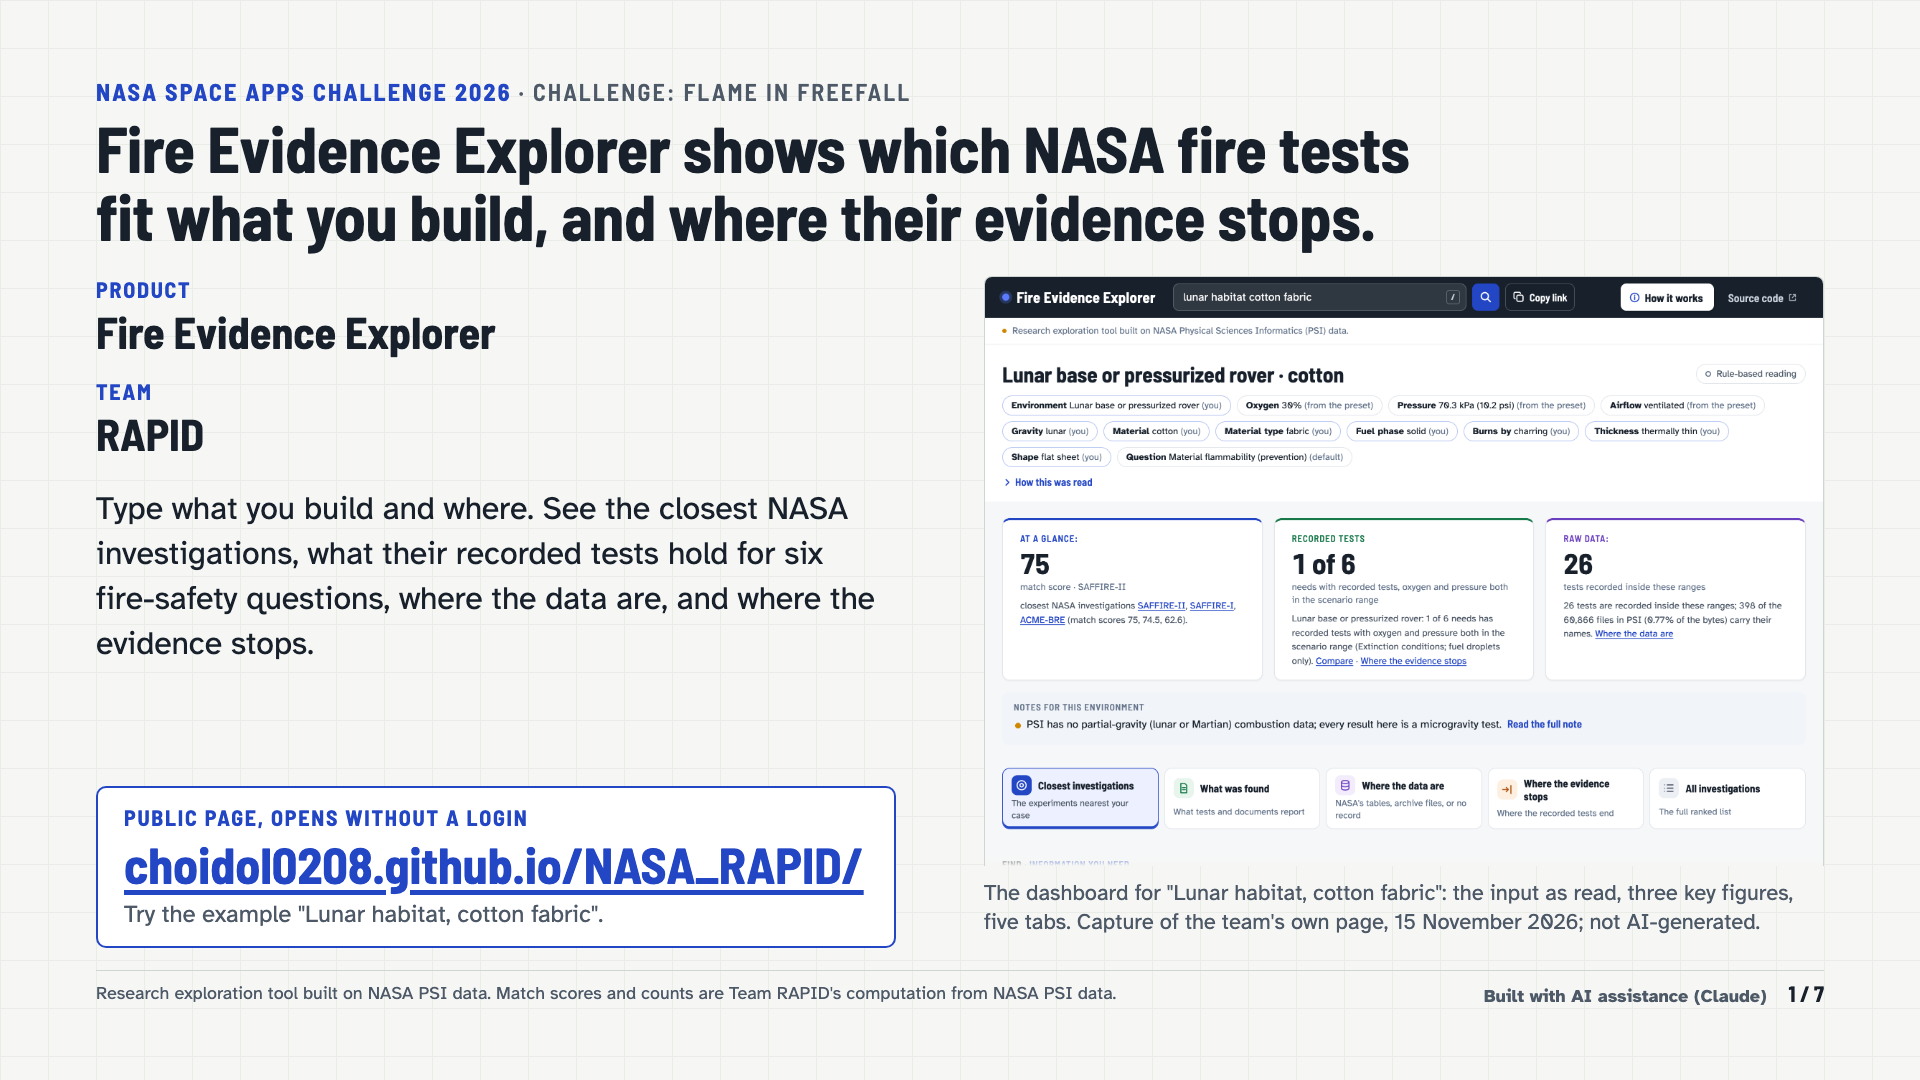 NASA SPACE APPS CHALLENGE 2026 · CHALLENGE: FLAME IN FREEFALL
Fire Evidence Explorer shows which NASA fire tests
fit what you build, and where their evidence stops.
PRODUCT
Fire Evidence Explorer
TEAM
RAPID
Type what you build and where. See the closest NASA
investigations, what their recorded tests hold for six
fire-safety questions, where the data are, and where the
evidence stops.
PUBLIC PAGE, OPENS WITHOUT A LOGIN
choidol0208.github.io/NASA_RAPID/
Try the example "Lunar habitat, cotton fabric".
Fire Evidence Explorer
lunar habitat cotton fabric
/
Copy link
How it works
Source code
Research exploration tool built on NASA Physical Sciences Informatics (PSI) data.
Lunar base or pressurized rover · cotton
Rule-based reading
Environment Lunar base or pressurized rover (you)
Oxygen 30% (from the preset)
Pressure 70.3 kPa (10.2 psi) (from the preset)
Airflow ventilated (from the preset)
Gravity lunar (you)
Material cotton (you)
Material type fabric (you)
Fuel phase solid (you)
Burns by charring (you)
Thickness thermally thin (you)
Shape flat sheet (you)
Question Material flammability (prevention) (default)
How this was read
AT A GLANCE:
75
match score · SAFFIRE-II
closest NASA investigations SAFFIRE-II, SAFFIRE-I,
ACME-BRE (match scores 75, 74.5, 62.6).
RECORDED TESTS
1 of 6
needs with recorded tests, oxygen and pressure both
in the scenario range
Lunar base or pressurized rover: 1 of 6 needs has
recorded tests with oxygen and pressure both in the
scenario range (Extinction conditions; fuel droplets
only). Compare · Where the evidence stops
RAW DATA:
26
tests recorded inside these ranges
26 tests are recorded inside these ranges; 398 of the
60,866 files in PSI (0.77% of the bytes) carry their
names. Where the data are
NOTES FOR THIS ENVIRONMENT
PSI has no partial-gravity (lunar or Martian) combustion data; every result here is a microgravity test. Read the full note
Closest investigations
The experiments nearest your
case
What was found
What tests and documents report
Where the data are
NASA's tables, archive files, or no
record
Where the evidence
stops
Where the recorded tests end
All investigations
The full ranked list
FIND · INFORMATION YOU NEED
The dashboard for "Lunar habitat, cotton fabric": the input as read, three key figures,
five tabs. Capture of the team's own page, 15 November 2026; not AI-generated.
Research exploration tool built on NASA PSI data. Match scores and counts are Team RAPID's computation from NASA PSI data.
Built with AI assistance (Claude)
1 / 7